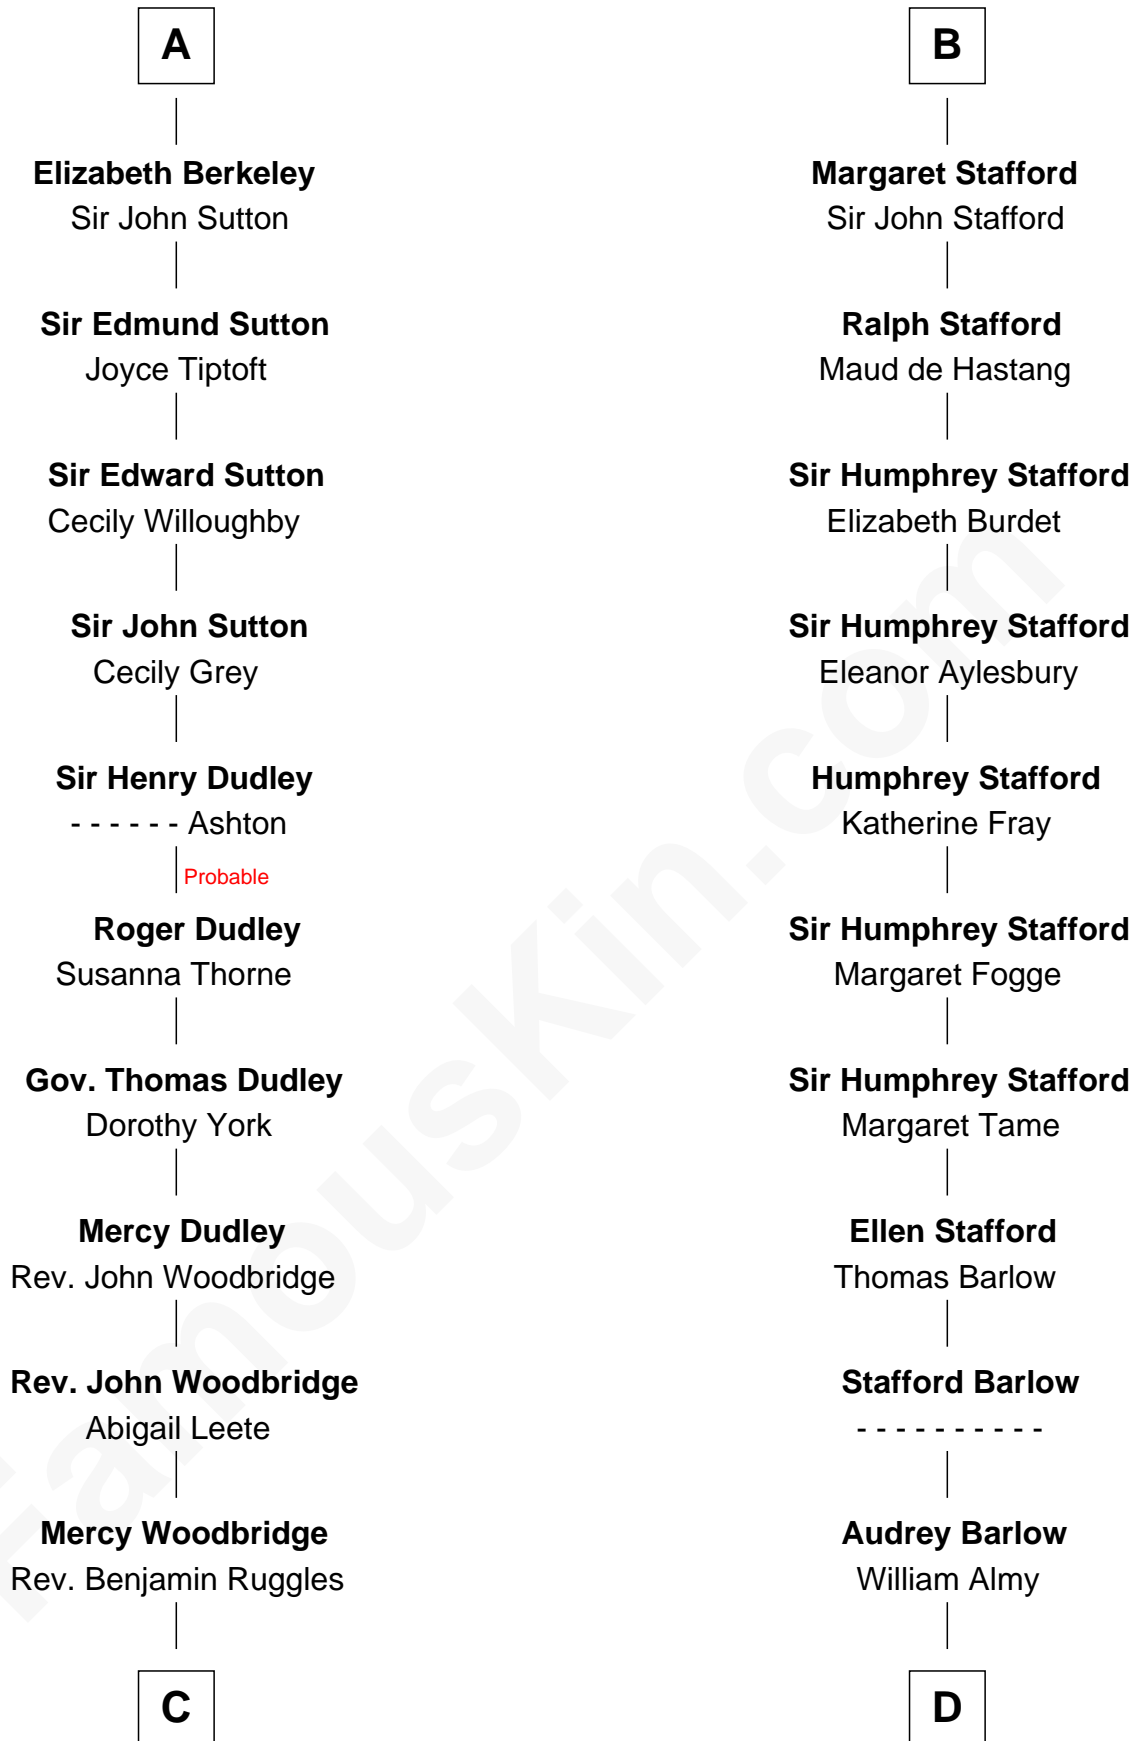 A
Elizabeth Berkeley
Sir John Sutton
Sir Edmund Sutton
Joyce Tiptoft
Sir Edward Sutton
Cecily Willoughby
Sir John Sutton
Cecily Grey
Sir Henry Dudley
- - - - - - Ashton
Probable
Roger Dudley
Susanna Thorne
Gov. Thomas Dudley
Dorothy York
Mercy Dudley
Rev. John Woodbridge
Rev. John Woodbridge
Abigail Leete
Mercy Woodbridge
Rev. Benjamin Ruggles
C
B
Margaret Stafford
Sir John Stafford
Ralph Stafford
Maud de Hastang
Sir Humphrey Stafford
Elizabeth Burdet
Sir Humphrey Stafford
Eleanor Aylesbury
Humphrey Stafford
Katherine Fray
Sir Humphrey Stafford
Margaret Fogge
Sir Humphrey Stafford
Margaret Tame
Ellen Stafford
Thomas Barlow
Stafford Barlow
- - - - - - - - - -
Audrey Barlow
William Almy
D
FamousKin.com